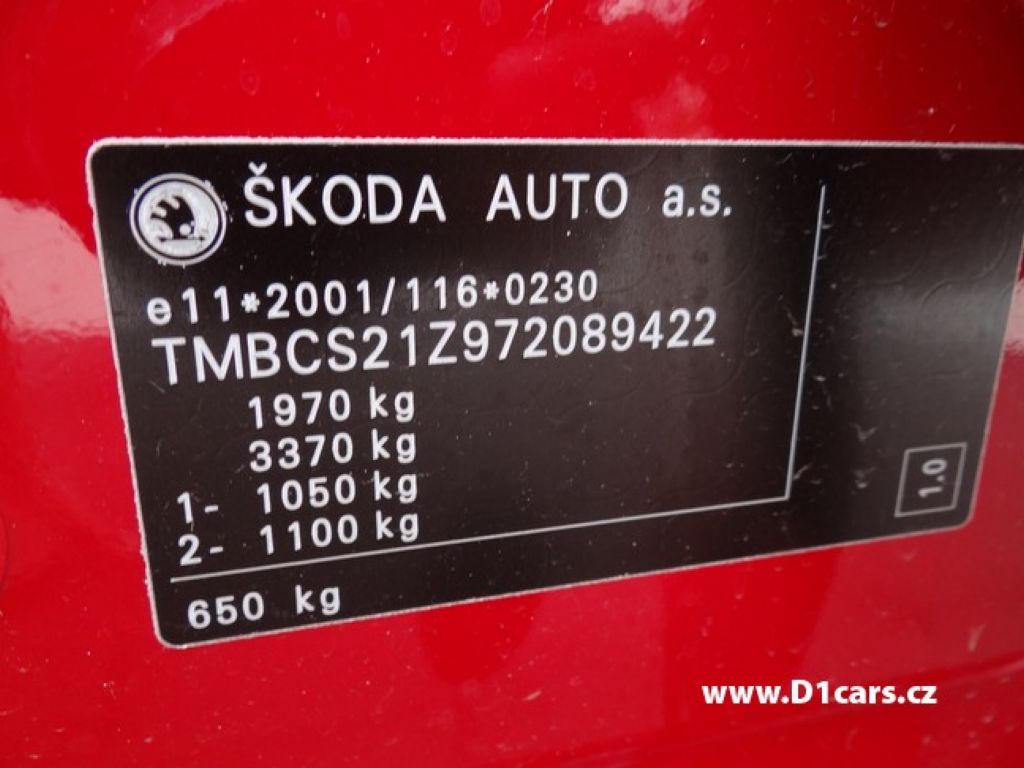 ŠKODA AUTO a.s.
e11*2001/116*0230
TMBCS21Z972089422
1970 kg
3370 kg
1- 1050 kg
2- 1100 kg
650 kg
1.0
www.D1cars.cz